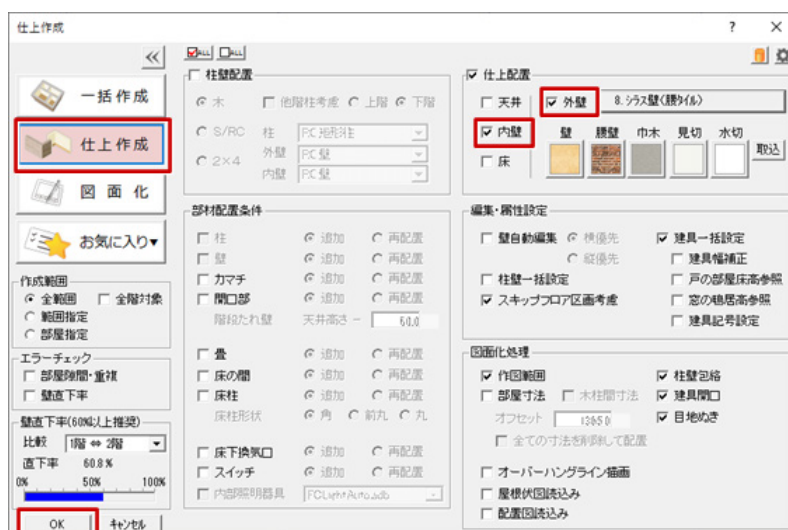 仕上作成
? ×
≪
ALL ALL
一括作成
仕上作成
図面化
お気に入り▼
作成範囲
全範囲 全階対象
範囲指定
部屋指定
エラーチェック
部屋隙間・重複
壁直下率
壁直下率(60%以上推奨)
比較 1階 ⇔ 2階
直下率 60.8 %
0% 50% 100%
OK キャンセル
柱壁配置
木 他階柱考慮 上階 下階
S/RC 柱
2×4 外壁 RC壁
内壁 RC壁
部材配置条件
柱 追加 再配置
壁 追加 再配置
カマチ 追加 再配置
開口部 追加 再配置
階段たれ壁 天井高さ −
畳 追加 再配置
床の間 追加 再配置
床柱 追加 再配置
床柱形状 角 前丸 丸
床下換気口 追加 再配置
スイッチ 追加 再配置
内部照明器具 FCLightAuto.sdb
仕上配置
天井 外壁 8. シラス壁(腰タイル)
内壁 壁 腰壁 巾木 見切 水切
床 取込
編集・属性設定
壁自動編集 横優先 建具一括設定
縦優先 建具幅補正
柱壁一括設定 戸の部屋床高参照
スキップフロア区画考慮 窓の鴨居高参照
建具記号設定
図面化処理
作図範囲 柱壁包絡
部屋寸法 木柱間寸法 建具開口
オフセット 1365.0 目地ぬき
全ての寸法を削除して配置
オーバーハングライン描画
屋根伏図読込み
配置図読込み